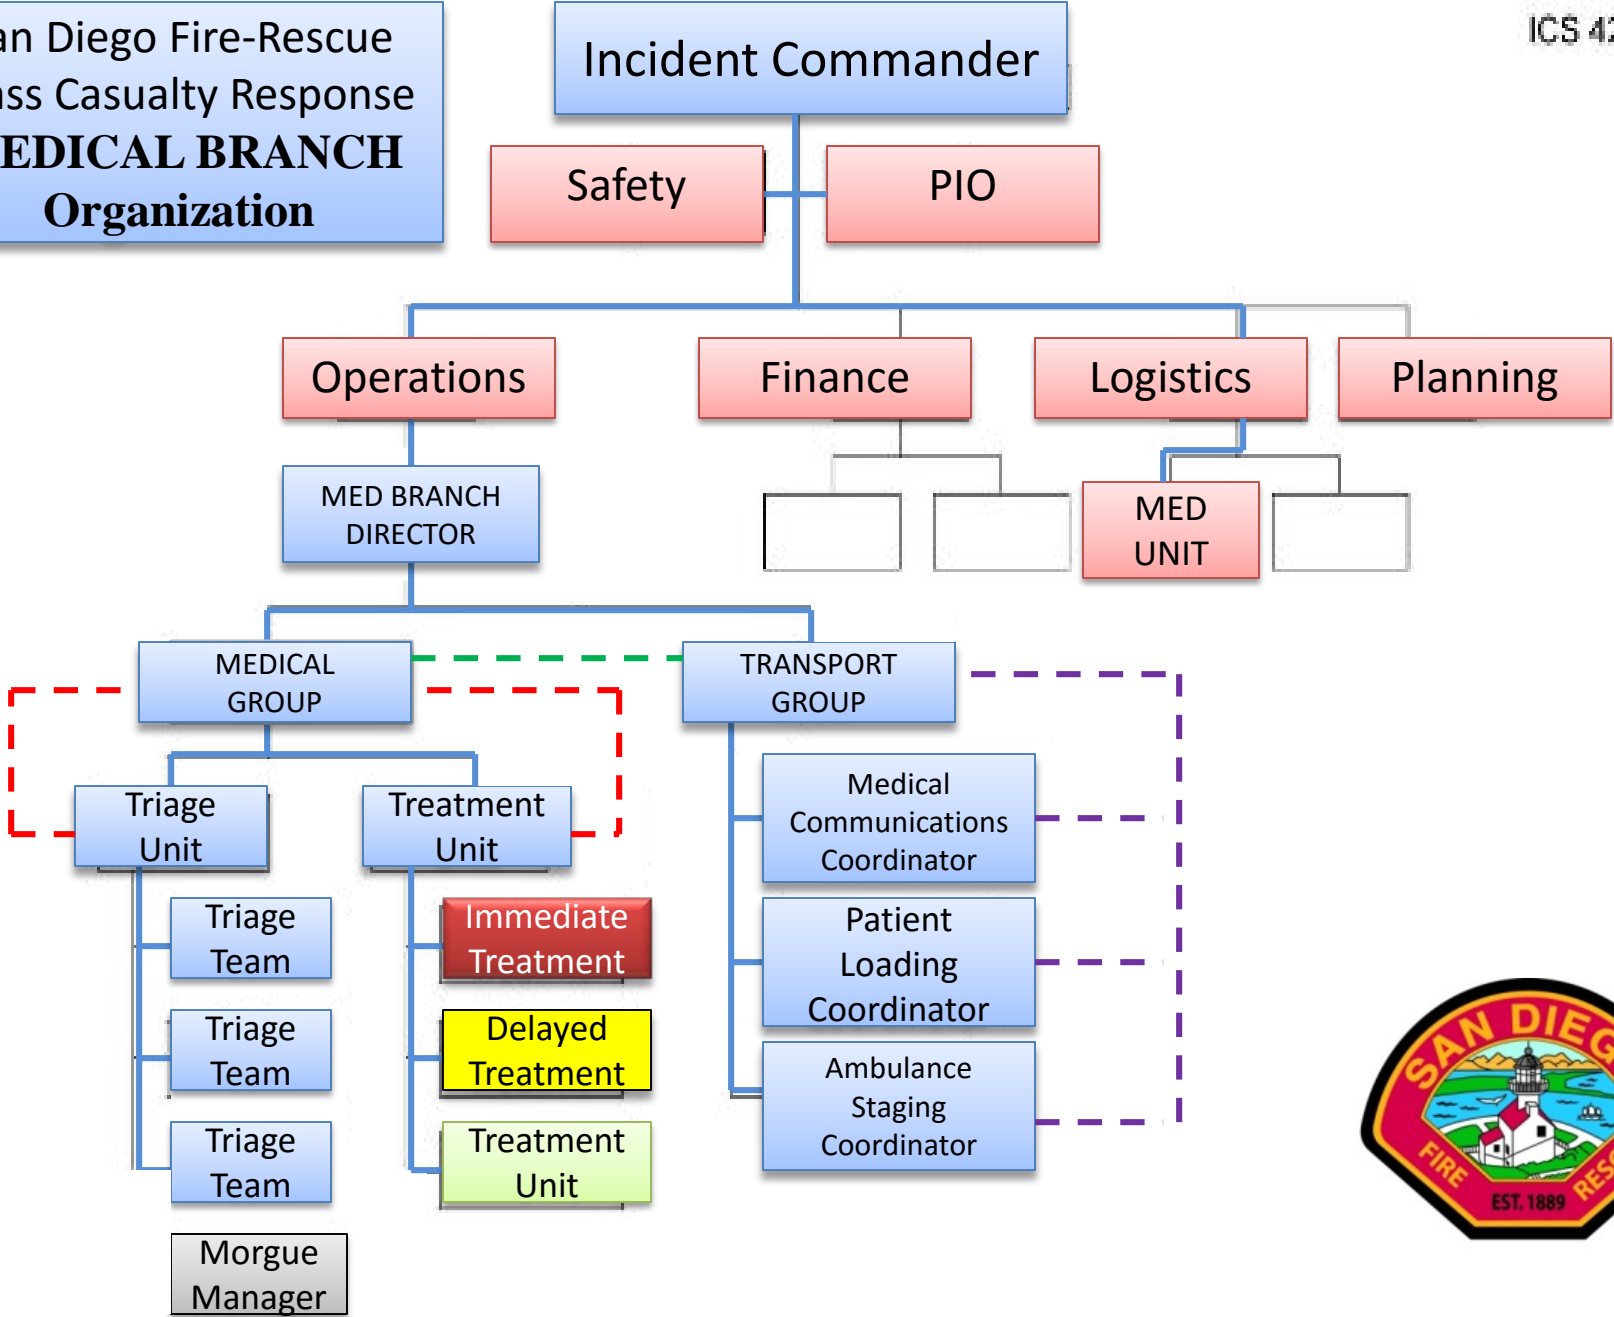 an Diego Fire-Rescue
ass Casualty Response
EDICAL BRANCH
Organization
Incident Commander
ICS 42
Safety
PIO
Operations
Finance
Logistics
Planning
MED BRANCH
DIRECTOR
MED
UNIT
MEDICAL
GROUP
TRANSPORT
GROUP
Triage
Unit
Treatment
Unit
Medical
Communications
Coordinator
Triage
Team
Immediate
Treatment
Patient
Loading
Coordinator
Triage
Team
Delayed
Treatment
Ambulance
Staging
Coordinator
Triage
Team
Treatment
Unit
Morgue
Manager
SAN DIEG
FIRE
RESC
EST. 1889